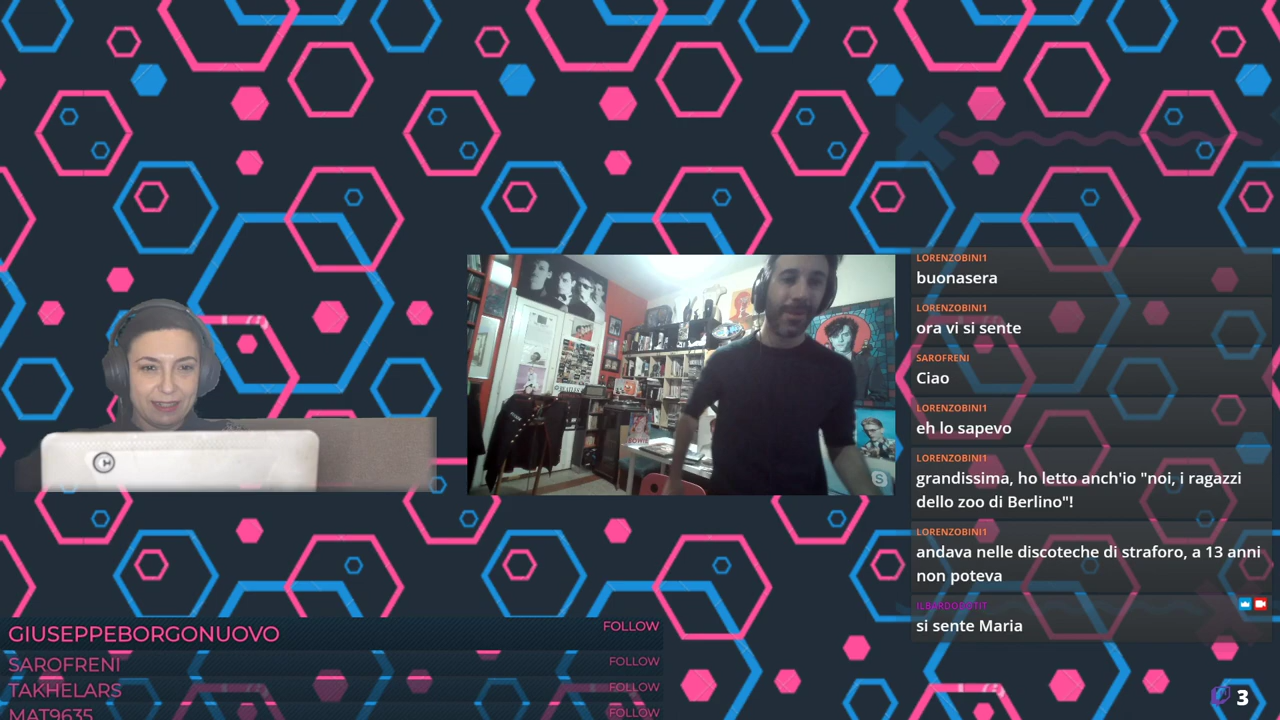 LORENZOBINI1
buonasera
LORENZOBINI1
ora vi si sente
SAROFRENI
Ciao
LORENZOBINI1
eh lo sapevo
LORENZOBINI1
grandissima, ho letto anch'io "noi, i ragazzi
dello zoo di Berlino"!
LORENZOBINI1
andava nelle discoteche di straforo, a 13 anni
non poteva
si sente Maria
GIUSEPPEBORGONUOVO FOLLOW
SAROFRENI FOLLOW
TAKHELARS FOLLOW
MAT9635 FOLLOW
3